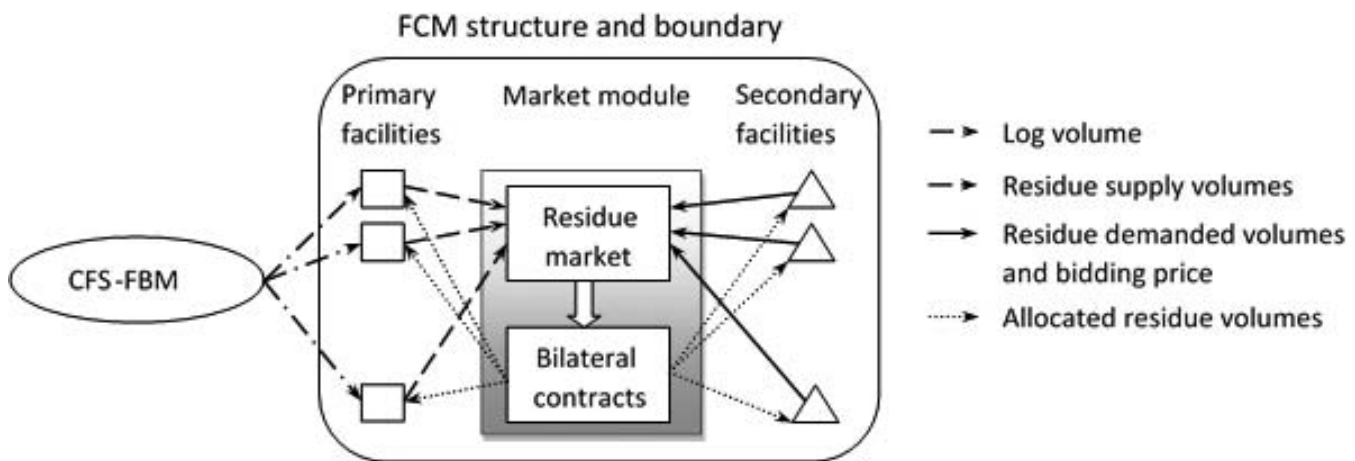 FCM structure and boundary
Primary
facilities
Market module
Secondary
facilities
Residue
market
Bilateral
contracts
CFS-FBM
Log volume
Residue supply volumes
Residue demanded volumes
and bidding price
Allocated residue volumes